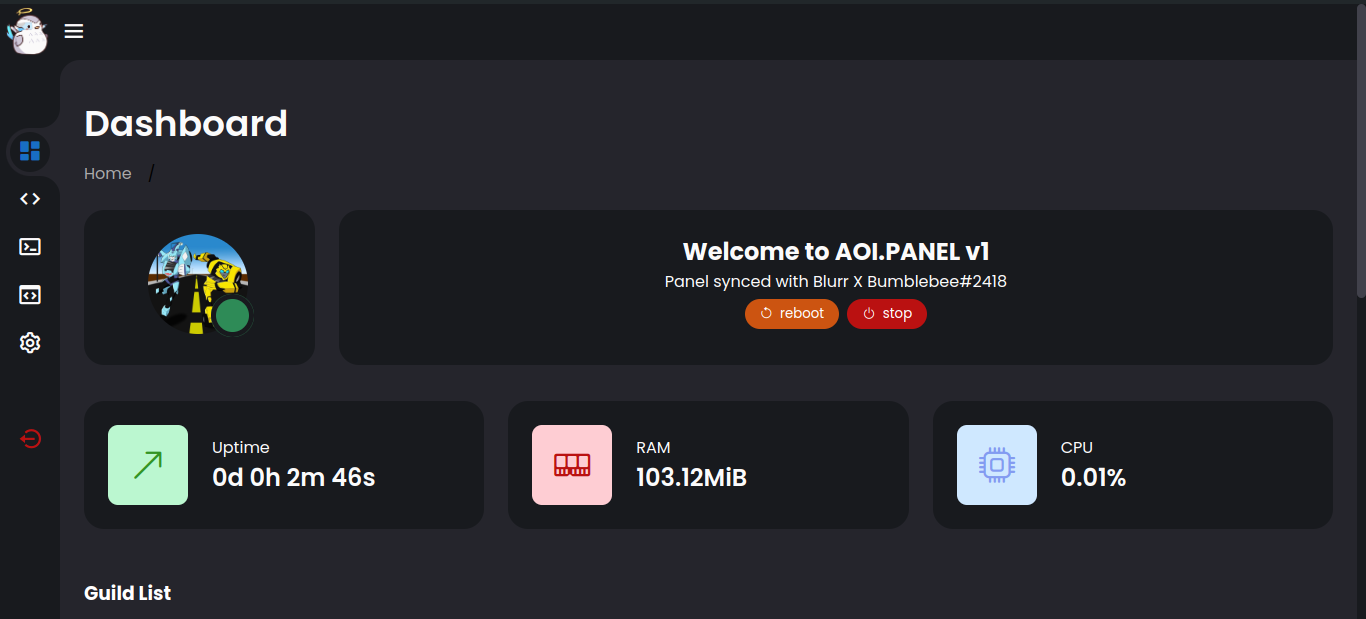 Dashboard
Home /
Welcome to AOI.PANEL v1
Panel synced with Blurr X Bumblebee#2418
reboot stop
Uptime
0d 0h 2m 46s
RAM
103.12MiB
CPU
0.01%
Guild List